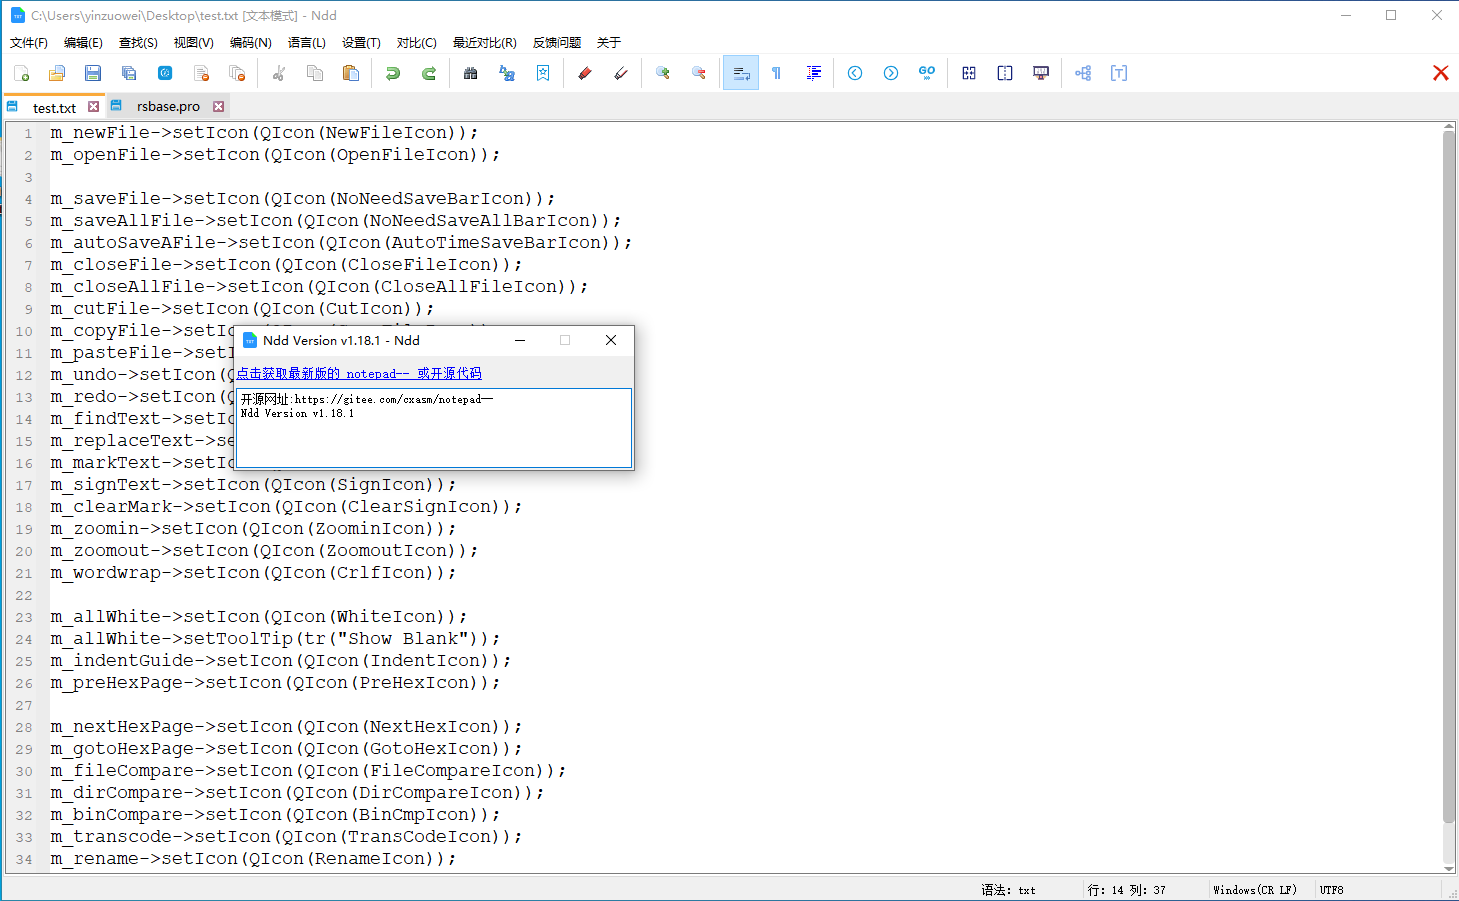 C:\Users\yinzuowei\Desktop\test.txt [文本模式] - Ndd
文件(F) 编辑(E) 查找(S) 视图(V) 编码(N) 语言(L) 设置(T) 对比(C) 最近对比(R) 反馈问题 关于
test.txt rsbase.pro
1 m_newFile->setIcon(QIcon(NewFileIcon));
2 m_openFile->setIcon(QIcon(OpenFileIcon));
3
4 m_saveFile->setIcon(QIcon(NoNeedSaveBarIcon));
5 m_saveAllFile->setIcon(QIcon(NoNeedSaveAllBarIcon));
6 m_autoSaveAFile->setIcon(QIcon(AutoTimeSaveBarIcon));
7 m_closeFile->setIcon(QIcon(CloseFileIcon));
8 m_closeAllFile->setIcon(QIcon(CloseAllFileIcon));
9 m_cutFile->setIcon(QIcon(CutIcon));
10 m_copyFile->setIc
11 m_pasteFile->setI
12 m_undo->setIcon(
13 m_redo->setIcon(
14 m_findText->setIc
15 m_replaceText->se
16 m_markText->setIc
17 m_signText->setIcon(QIcon(SignIcon));
18 m_clearMark->setIcon(QIcon(ClearSignIcon));
19 m_zoomin->setIcon(QIcon(ZoominIcon));
20 m_zoomout->setIcon(QIcon(ZoomoutIcon));
21 m_wordwrap->setIcon(QIcon(CrlfIcon));
22
23 m_allWhite->setIcon(QIcon(WhiteIcon));
24 m_allWhite->setToolTip(tr("Show Blank"));
25 m_indentGuide->setIcon(QIcon(IndentIcon));
26 m_preHexPage->setIcon(QIcon(PreHexIcon));
27
28 m_nextHexPage->setIcon(QIcon(NextHexIcon));
29 m_gotoHexPage->setIcon(QIcon(GotoHexIcon));
30 m_fileCompare->setIcon(QIcon(FileCompareIcon));
31 m_dirCompare->setIcon(QIcon(DirCompareIcon));
32 m_binCompare->setIcon(QIcon(BinCmpIcon));
33 m_transcode->setIcon(QIcon(TransCodeIcon));
34 m_rename->setIcon(QIcon(RenameIcon));
Ndd Version v1.18.1 - Ndd
点击获取最新版的 notepad-- 或开源代码
开源网址:https://gitee.com/cxasm/notepad--
Ndd Version v1.18.1
语法: txt 行: 14 列: 37 Windows(CR LF) UTF8